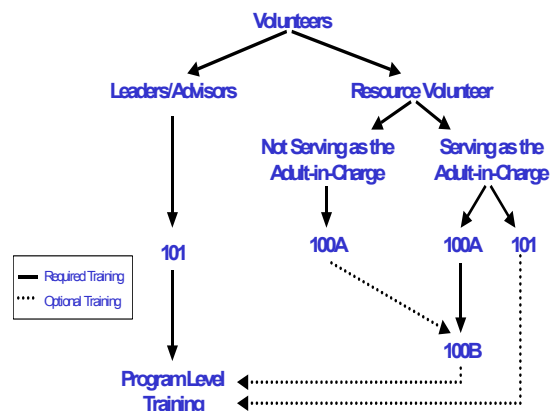 Volunteers
Leaders/Advisors
Resource Volunteer
Not Serving as the
Adult-in-Charge
Serving as the
Adult-in-Charge
101
100A
100A
101
Required Training
Optional Training
100B
Program Level
Training